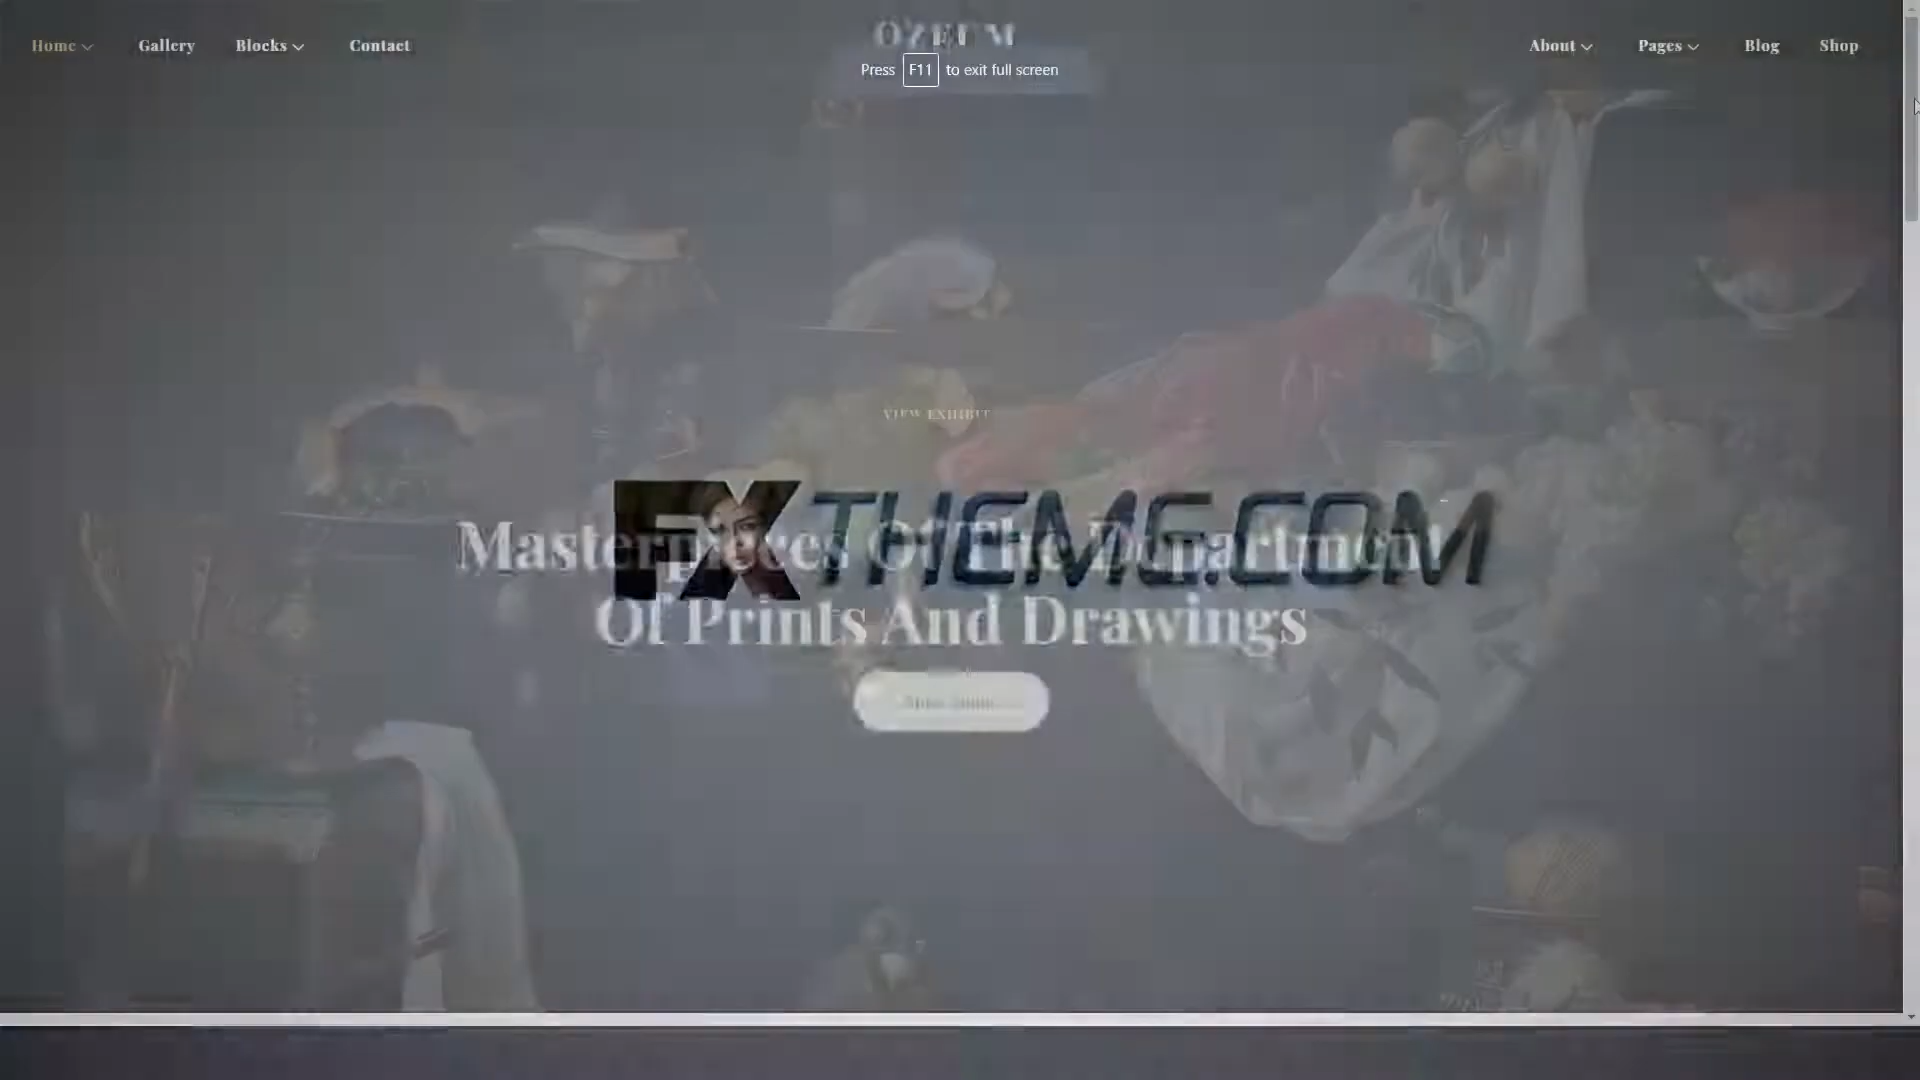 Home Gallery Blocks Contact
OZEUM
About Pages Blog Shop
Press F11 to exit full screen
VIEW EXHIBIT
FXTHEME.COM
Masterpieces Of The Department
Of Prints And Drawings